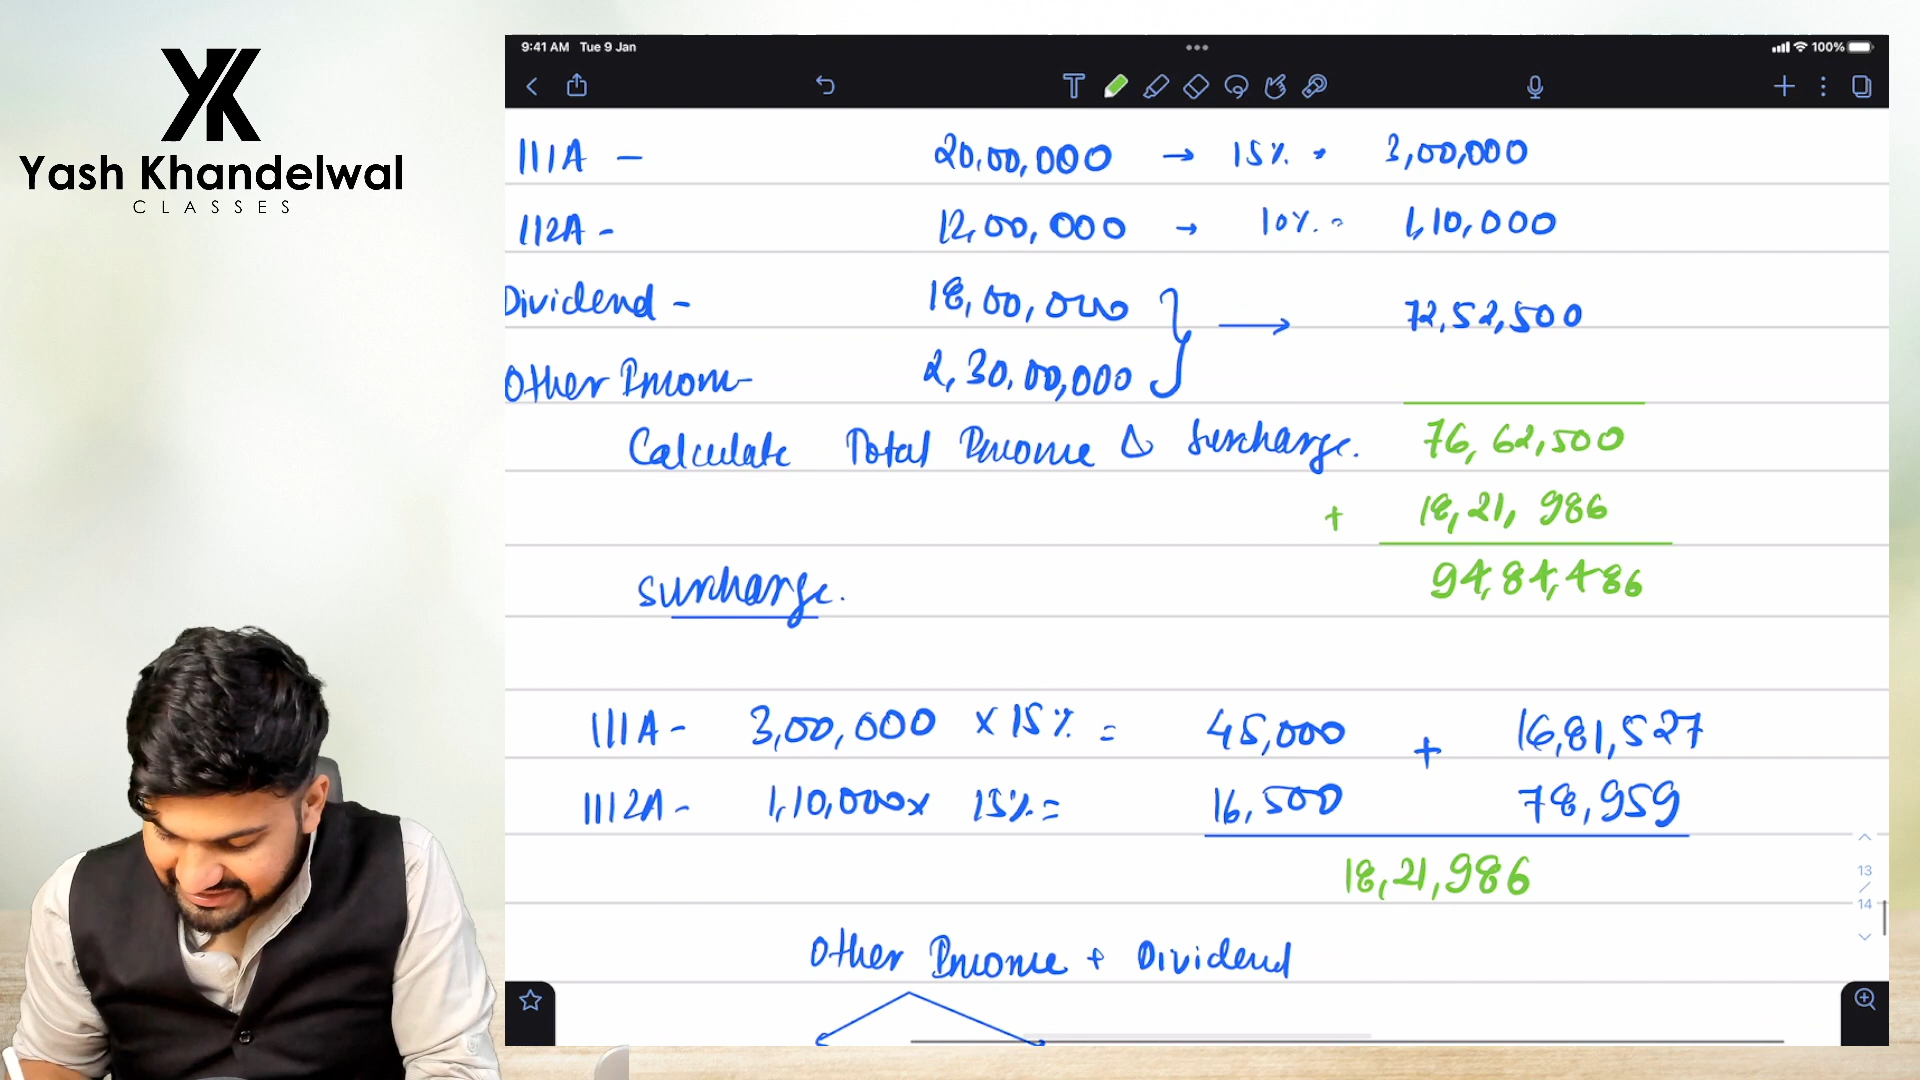 YK
Yash Khandelwal
CLASSES
9:41 AM Tue 9 Jan
100%
111A - 20,00,000 → 15% = 3,00,000
112A - 12,00,000 → 10% = 1,10,000
Dividend - 18,00,000 } → 72,52,500
Other Income - 2,30,00,000
Calculate Total Income & Surcharge. 76,62,500
+ 18,21,986
94,84,486
Surcharge.
111A - 3,00,000 × 15% = 45,000 + 16,81,527
1112A - 1,10,000 × 15% = 16,500 78,959
18,21,986
Other Income + Dividend
13
/
14